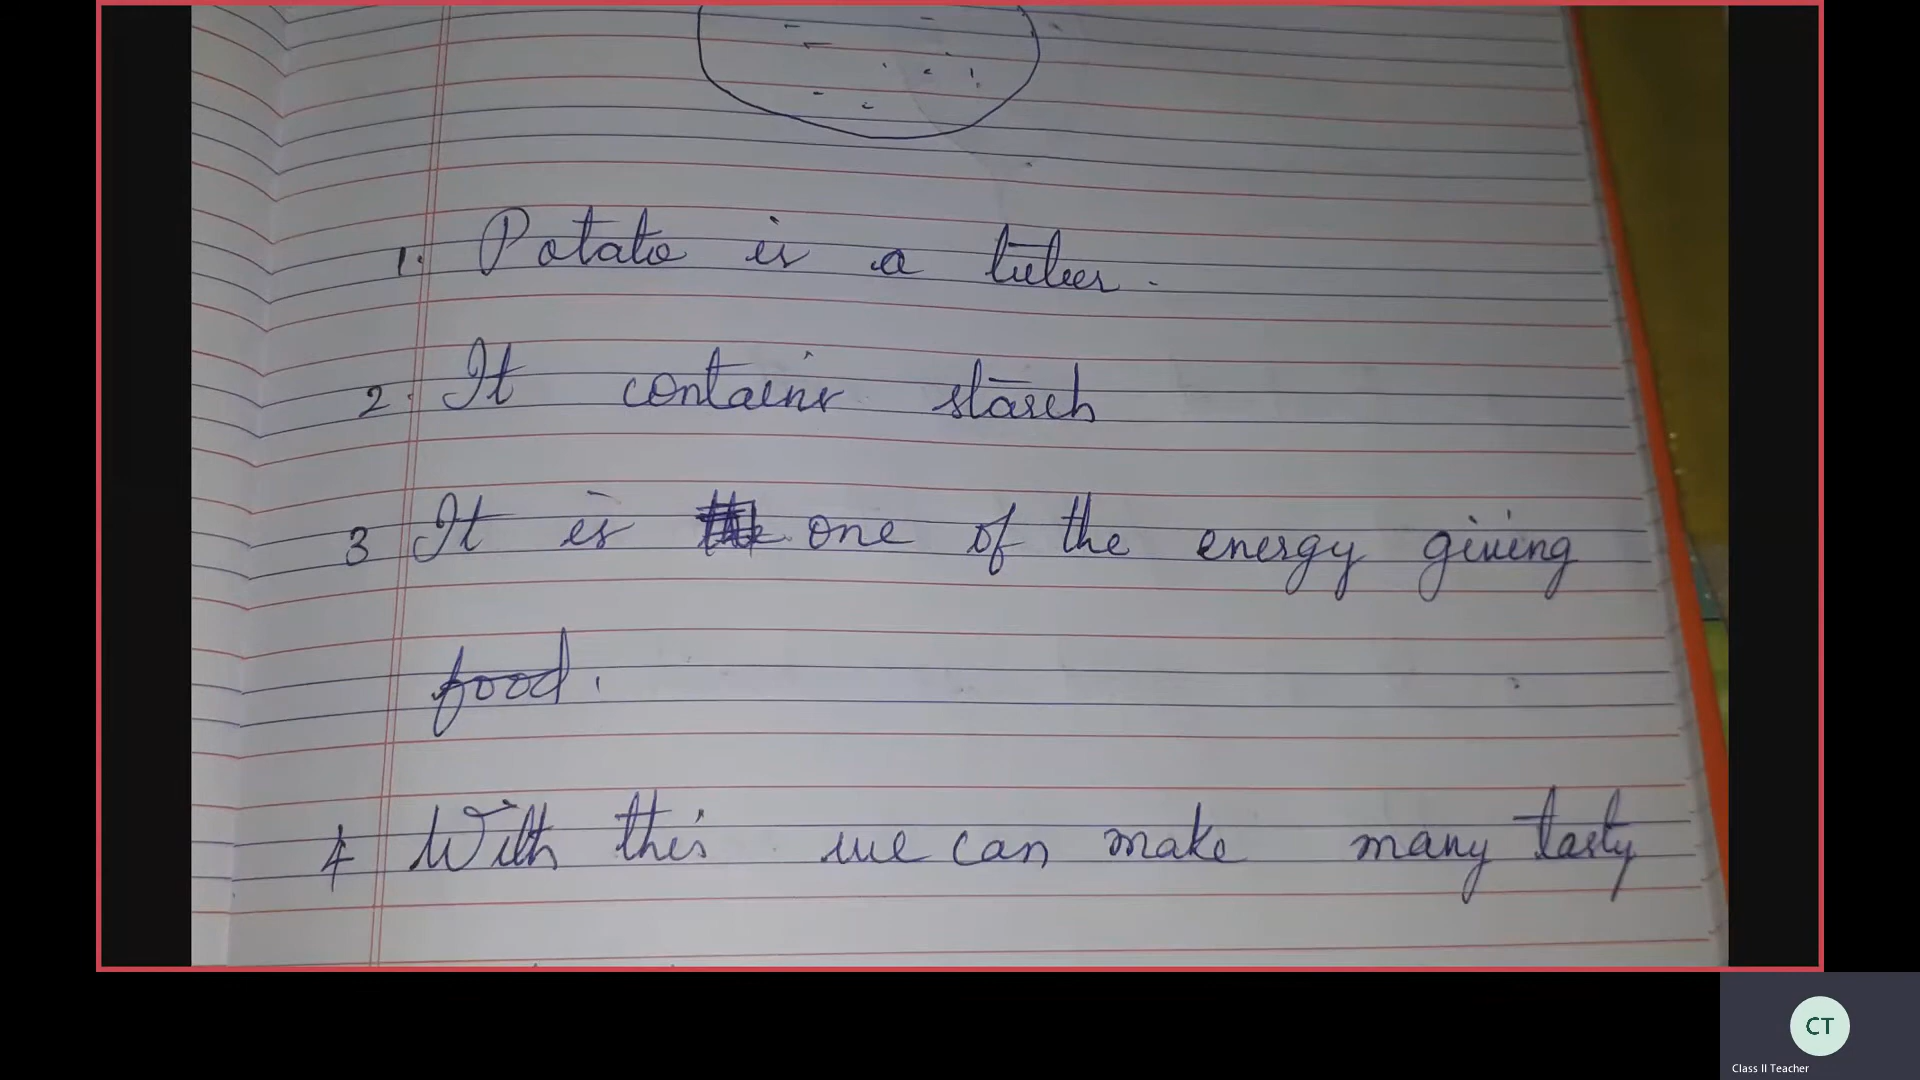 1. Potato is a tuber.
2. It contains starch
3 It is one of the energy giving
food.
4 With this we can make many tasty
CT
Class II Teacher